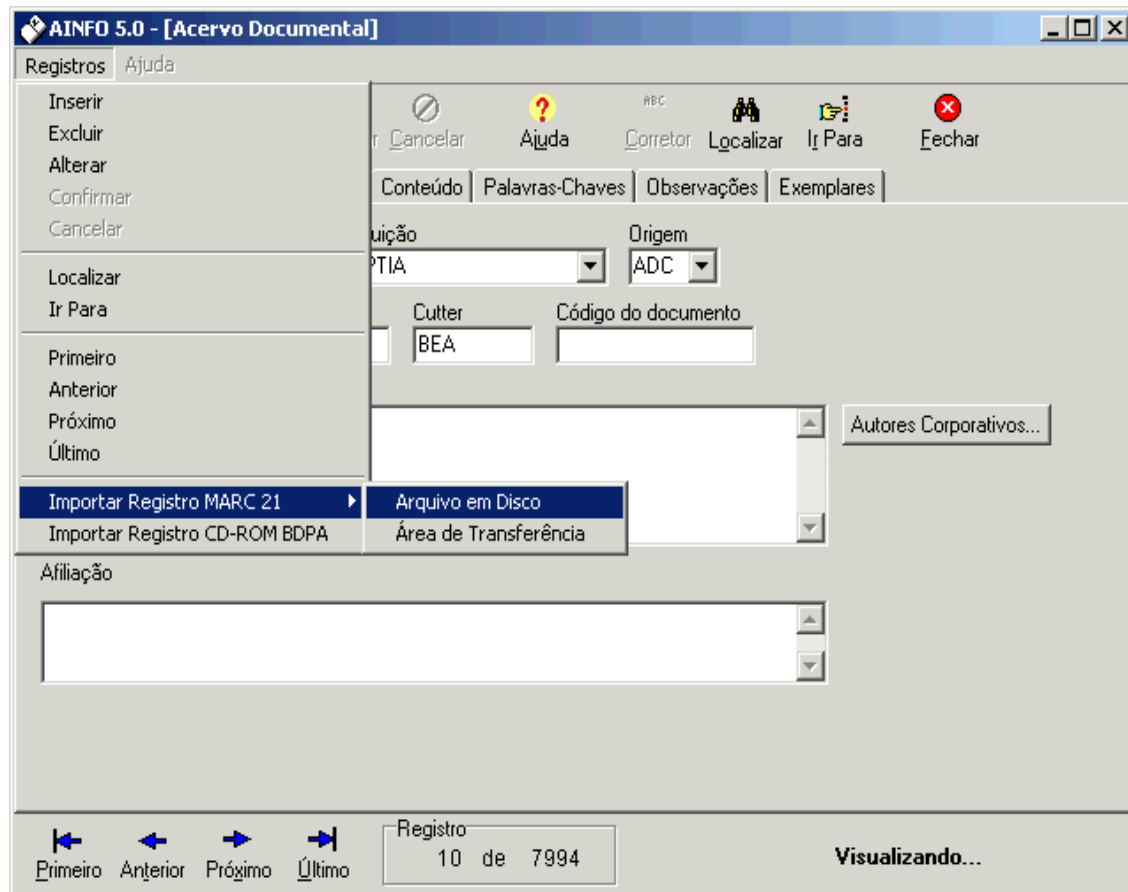 AINFO 5.0 - [Acervo Documental]
Registros Ajuda
Inserir
Excluir
Alterar
Confirmar
Cancelar
Localizar
Ir Para
Primeiro
Anterior
Próximo
Último
Importar Registro MARC 21
Importar Registro CD-ROM BDPA
Arquivo em Disco
Área de Transferência
r Cancelar Ajuda ABC Corretor Localizar Ir Para Fechar
Conteúdo Palavras-Chaves Observações Exemplares
uição Origem
PTIA ADC
Cutter Código do documento
BEA
Autores Corporativos...
Afiliação
Primeiro Anterior Próximo Último
Registro
10 de 7994
Visualizando...